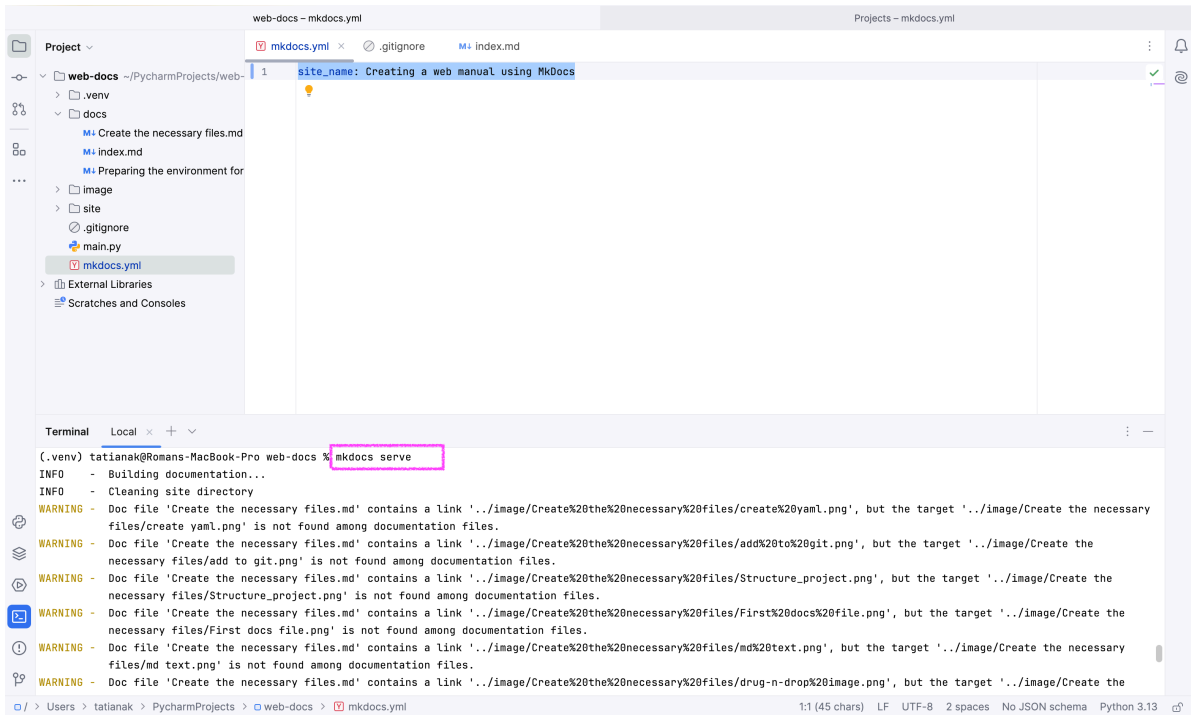 web-docs – mkdocs.yml
Projects – mkdocs.yml
Project
mkdocs.yml
.gitignore
M↓ index.md
web-docs ~/PycharmProjects/web-
.venv
docs
M↓ Create the necessary files.md
M↓ index.md
M↓ Preparing the environment for
image
site
.gitignore
main.py
mkdocs.yml
External Libraries
Scratches and Consoles
1 site_name: Creating a web manual using MkDocs
Terminal Local
(.venv) tatianak@Romans-MacBook-Pro web-docs % mkdocs serve
INFO - Building documentation...
INFO - Cleaning site directory
WARNING - Doc file 'Create the necessary files.md' contains a link '../image/Create%20the%20necessary%20files/create%20yaml.png', but the target '../image/Create the necessary
files/create yaml.png' is not found among documentation files.
WARNING - Doc file 'Create the necessary files.md' contains a link '../image/Create%20the%20necessary%20files/add%20to%20git.png', but the target '../image/Create the
necessary files/add to git.png' is not found among documentation files.
WARNING - Doc file 'Create the necessary files.md' contains a link '../image/Create%20the%20necessary%20files/Structure_project.png', but the target '../image/Create the
necessary files/Structure_project.png' is not found among documentation files.
WARNING - Doc file 'Create the necessary files.md' contains a link '../image/Create%20the%20necessary%20files/First%20docs%20file.png', but the target '../image/Create the
necessary files/First docs file.png' is not found among documentation files.
WARNING - Doc file 'Create the necessary files.md' contains a link '../image/Create%20the%20necessary%20files/md%20text.png', but the target '../image/Create the necessary
files/md text.png' is not found among documentation files.
WARNING - Doc file 'Create the necessary files.md' contains a link '../image/Create%20the%20necessary%20files/drug-n-drop%20image.png', but the target '../image/Create the
/ > Users > tatianak > PycharmProjects > web-docs > mkdocs.yml
1:1 (45 chars) LF UTF-8 2 spaces No JSON schema Python 3.13